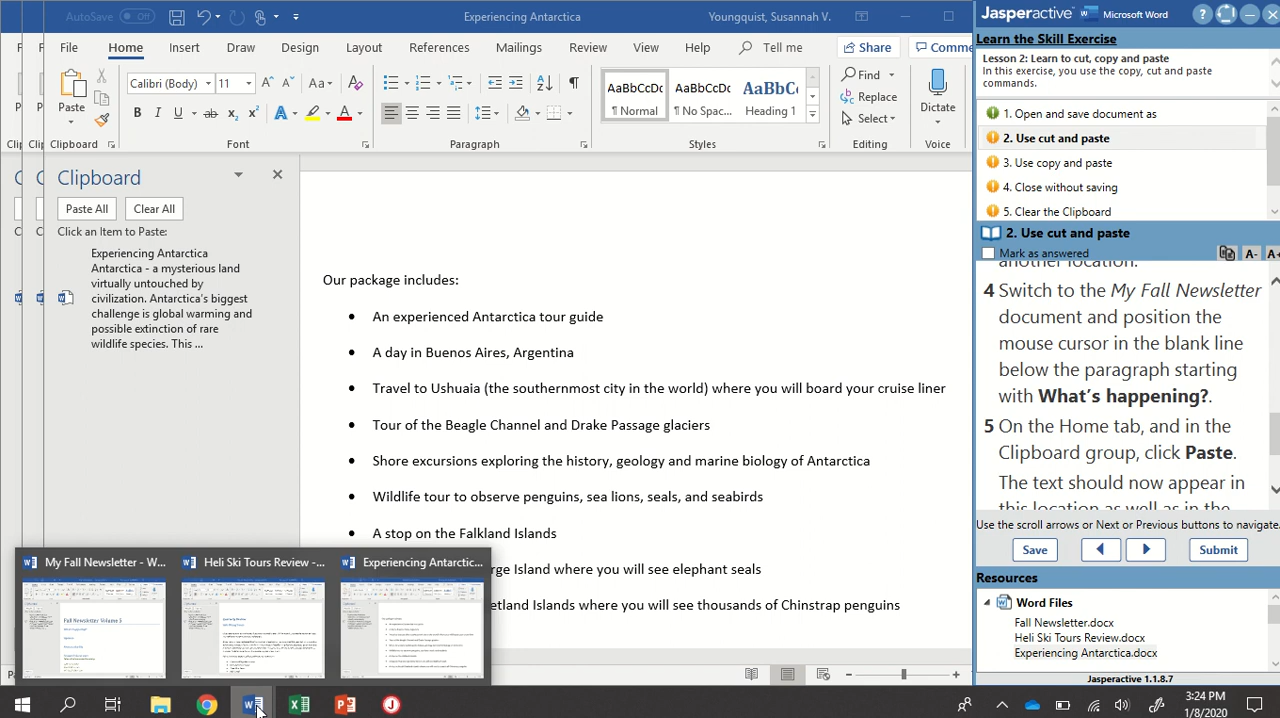 AutoSave Off
Experiencing Antarctica
Youngquist, Susannah V.
File Home Insert Draw Design Layout References Mailings Review View Help Tell me Share Comme
Paste
Calibri (Body) 11
AaBbCcDc AaBbCcDc AaBbCc
¶ Normal ¶ No Spac... Heading 1
Find
Replace
Select
Dictate
Clipboard Font Paragraph Styles Editing Voice
Clipboard
Paste All Clear All
Click an Item to Paste:
Experiencing Antarctica
Antarctica - a mysterious land
virtually untouched by
civilization. Antarctica's biggest
challenge is global warming and
possible extinction of rare
wildlife species. This ...
Our package includes:
• An experienced Antarctica tour guide
• A day in Buenos Aires, Argentina
• Travel to Ushuaia (the southernmost city in the world) where you will board your cruise liner
• Tour of the Beagle Channel and Drake Passage glaciers
• Shore excursions exploring the history, geology and marine biology of Antarctica
• Wildlife tour to observe penguins, sea lions, seals, and seabirds
• A stop on the Falkland Islands
Island where you will see elephant seals
Islands where you will see thousands of Chinstrap penguins
My Fall Newsletter - W...
Heli Ski Tours Review -...
Experiencing Antarctic...
Fall Newsletter Volume 3
Jasperactive™ Microsoft Word
Learn the Skill Exercise
Lesson 2: Learn to cut, copy and paste
In this exercise, you use the copy, cut and paste
commands.
1. Open and save document as
2. Use cut and paste
3. Use copy and paste
4. Close without saving
5. Clear the Clipboard
2. Use cut and paste
Mark as answered A- A+
another location.
4 Switch to the My Fall Newsletter
document and position the
mouse cursor in the blank line
below the paragraph starting
with What's happening?.
5 On the Home tab, and in the
Clipboard group, click Paste.
The text should now appear in
this location as well as in the
Use the scroll arrows or Next or Previous buttons to navigate.
Save Submit
Resources
Word Files
Fall Newsletter.docx
Heli Ski Tours Review.docx
Experiencing Antarctica.docx
Jasperactive 1.1.8.7
3:24 PM
1/8/2020